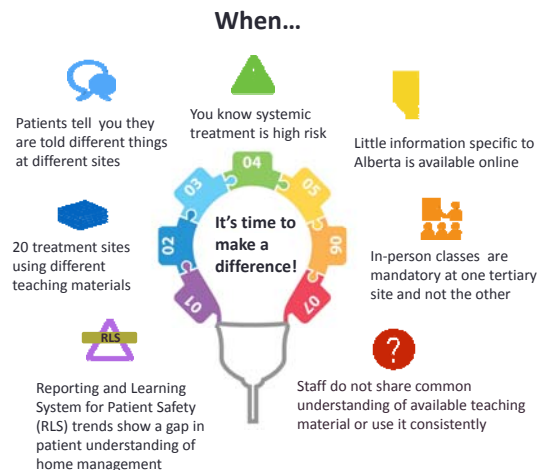 When...
Patients tell you they
are told different things
at different sites
You know systemic
treatment is high risk
Little information specific to
Alberta is available online
20 treatment sites
using different
teaching materials
01
02
03
04
05
06
07
It's time to
make a
difference!
In-person classes are
mandatory at one tertiary
site and not the other
RLS
Reporting and Learning
System for Patient Safety
(RLS) trends show a gap in
patient understanding of
home management
?
Staff do not share common
understanding of available teaching
material or use it consistently